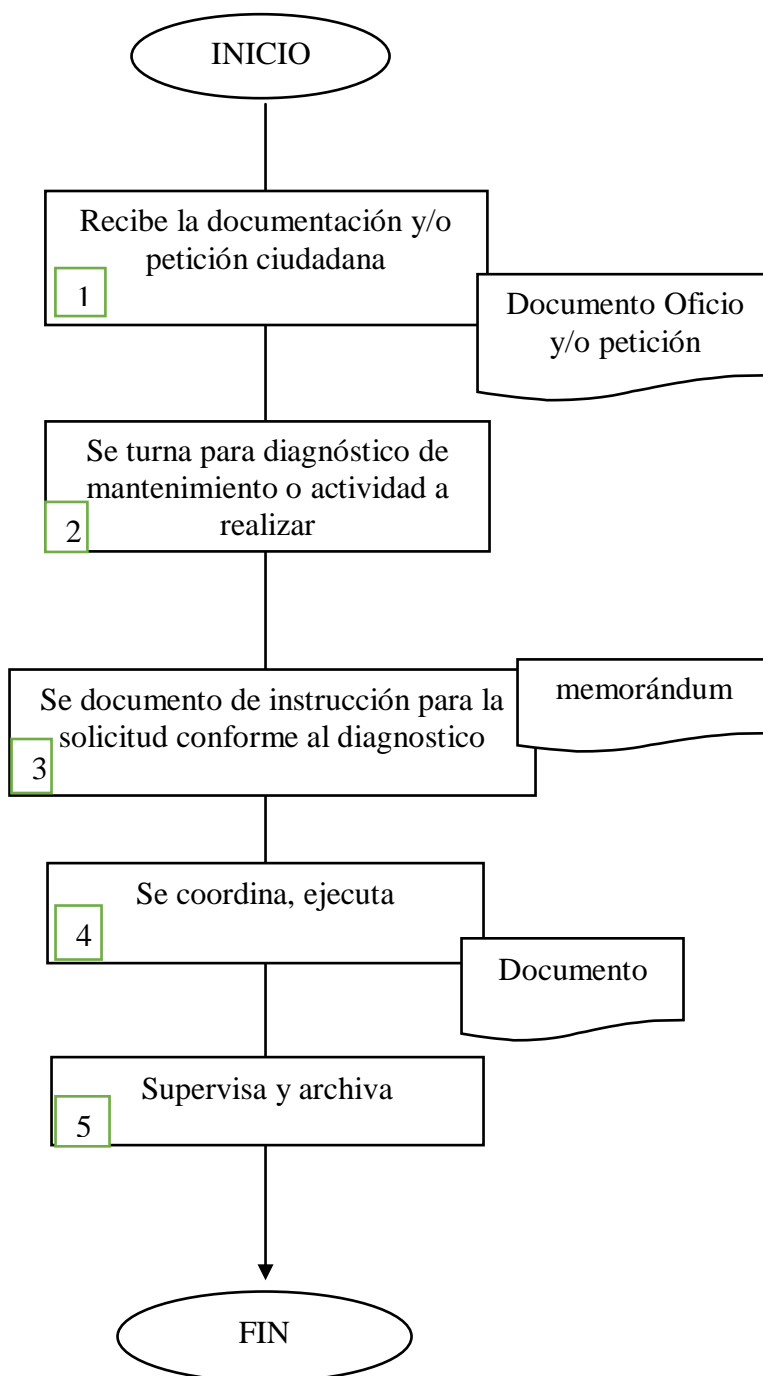 INICIO
Recibe la documentación y/o
petición ciudadana
1
Documento Oficio
y/o petición
Se turna para diagnóstico de
mantenimiento o actividad a
realizar
2
Se documento de instrucción para la
solicitud conforme al diagnostico
3
memorándum
Se coordina, ejecuta
4
Documento
Supervisa y archiva
5
FIN